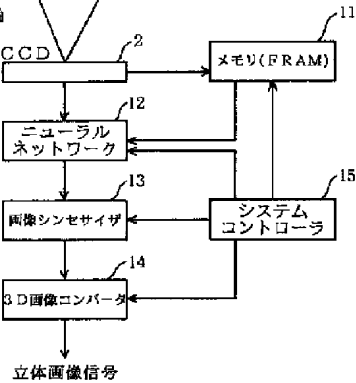 CCD
2
11
メモリ(FRAM)
12
ニューラル
ネットワーク
13
画像シンセサイザ
15
システム
コントローラ
14
3D画像コンバータ
立体画像信号